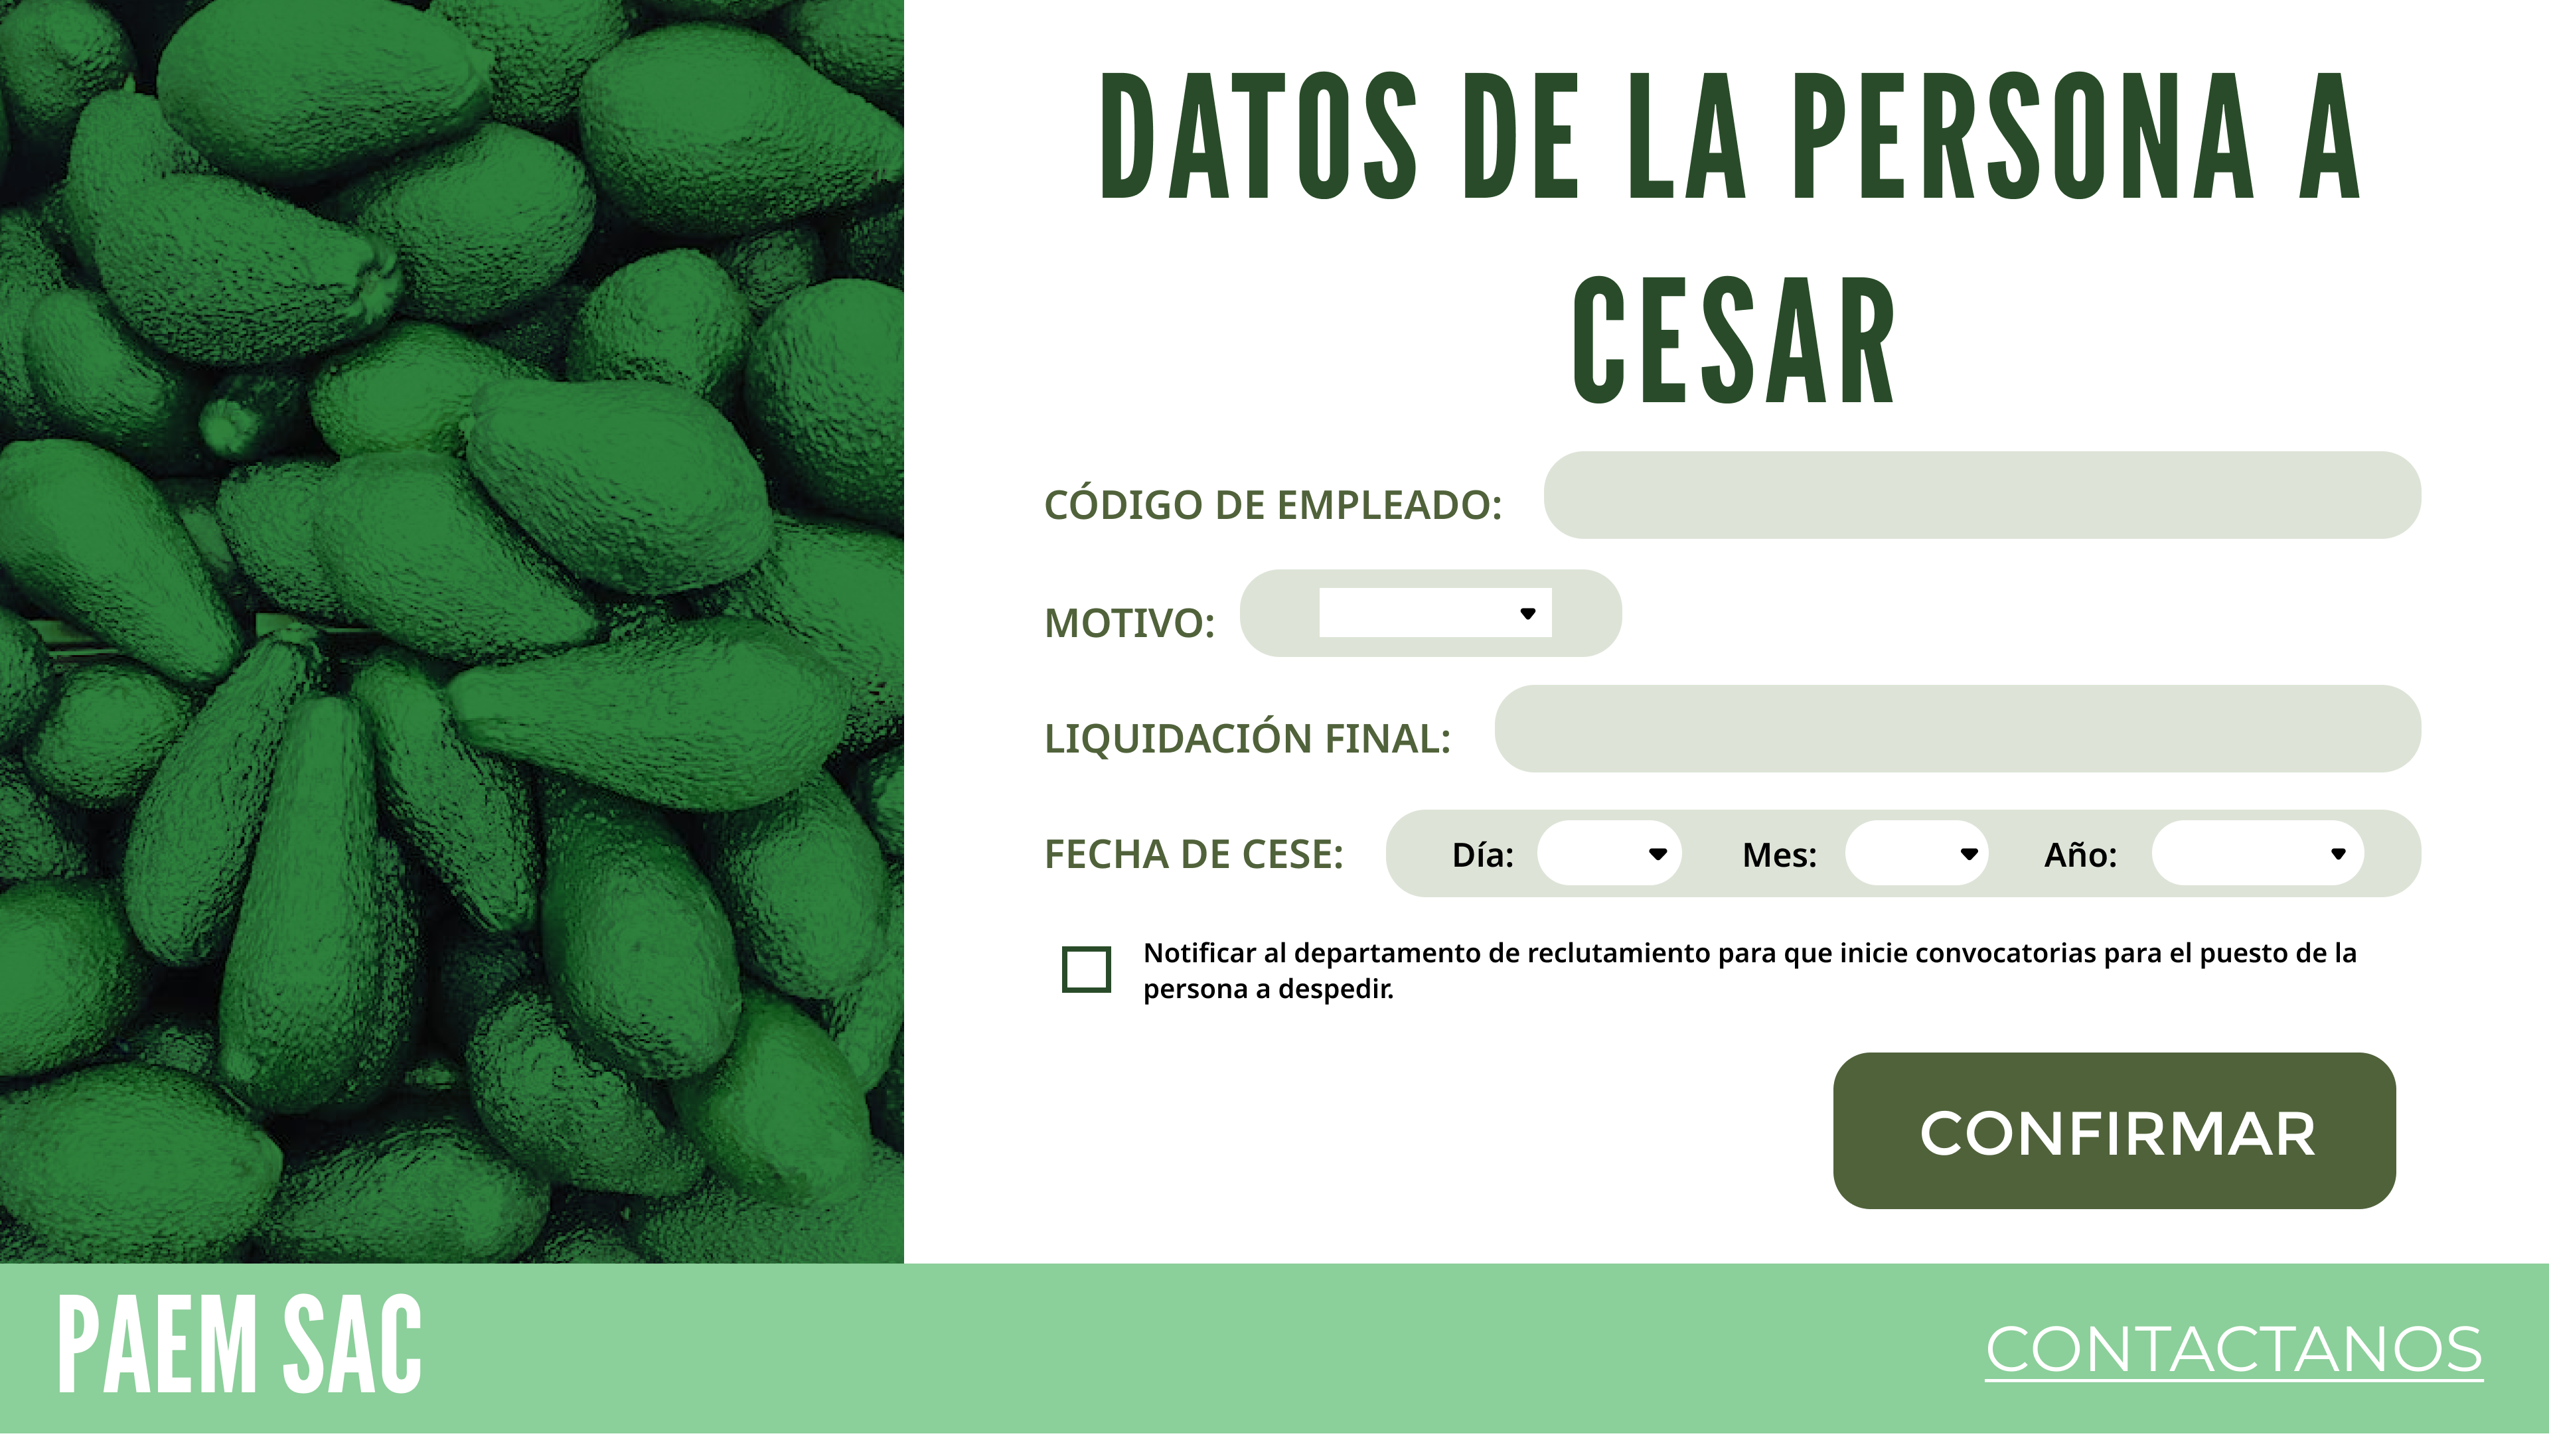 DATOS DE LA PERSONA A
CESAR
CÓDIGO DE EMPLEADO:
MOTIVO:
LIQUIDACIÓN FINAL:
FECHA DE CESE: Día: Mes: Año:
Notificar al departamento de reclutamiento para que inicie convocatorias para el puesto de la
persona a despedir.
CONFIRMAR
PAEM SAC
CONTACTANOS